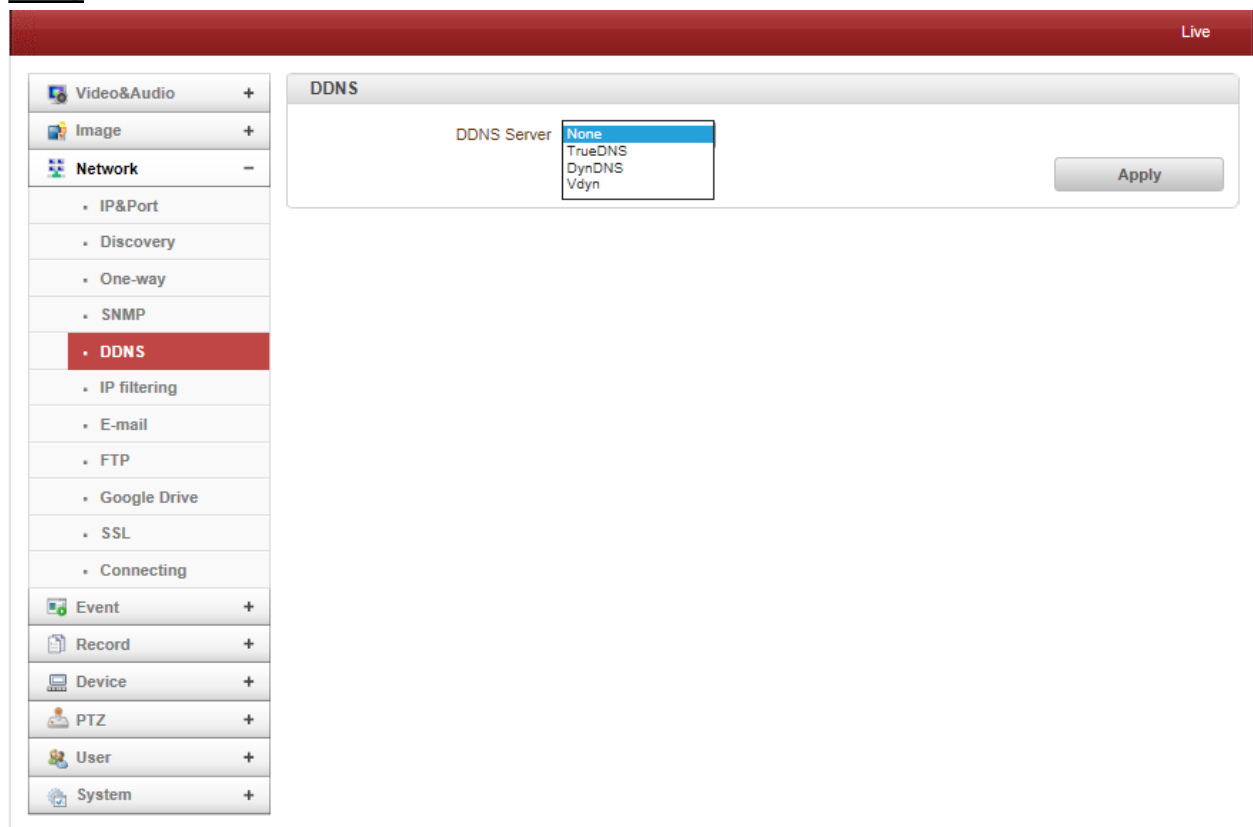 Live
Video&Audio +
Image +
Network −
IP&Port
Discovery
One-way
SNMP
DDNS
IP filtering
E-mail
FTP
Google Drive
SSL
Connecting
Event +
Record +
Device +
PTZ +
User +
System +
DDNS
DDNS Server
None
TrueDNS
DynDNS
Vdyn
Apply